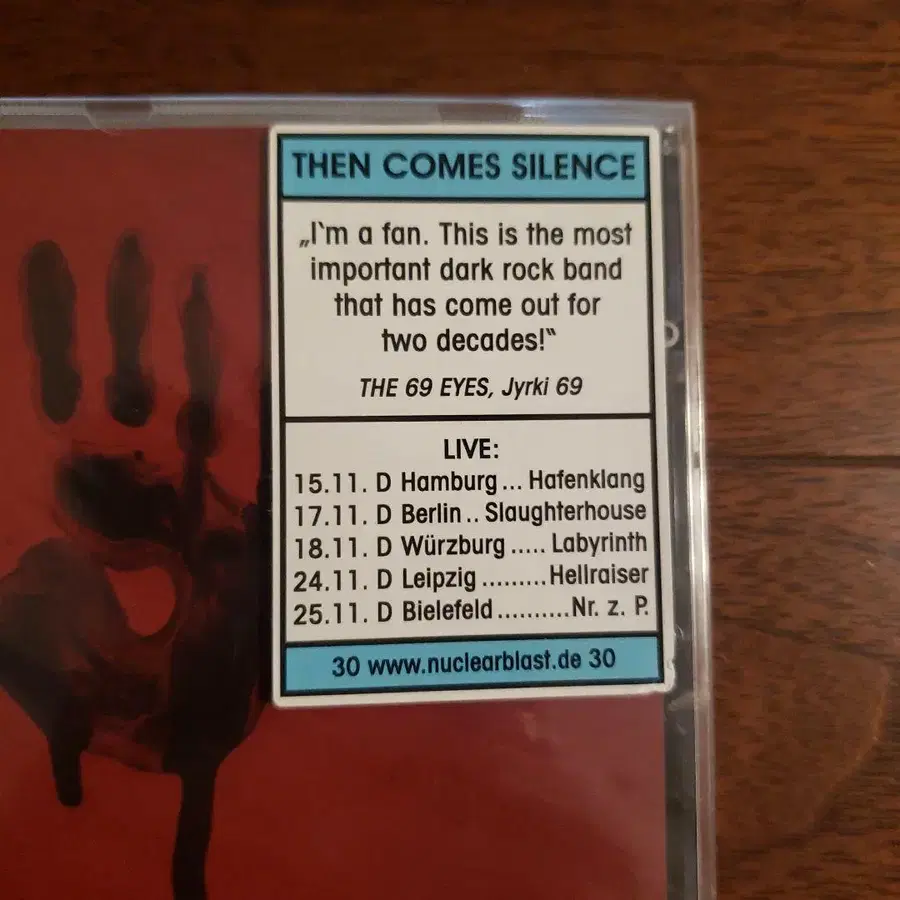 THEN COMES SILENCE
„I‛m a fan. This is the most
important dark rock band
that has come out for
two decades!‟
THE 69 EYES, Jyrki 69
LIVE:
15.11. D Hamburg ... Hafenklang
17.11. D Berlin .. Slaughterhouse
18.11. D Würzburg ..... Labyrinth
24.11. D Leipzig ......... Hellraiser
25.11. D Bielefeld .......... Nr. z. P.
30 www.nuclearblast.de 30